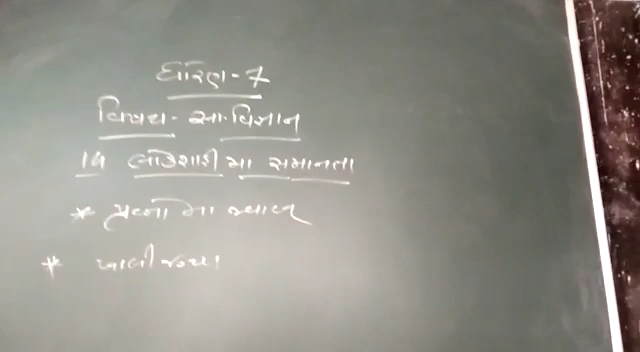 ધોરણ - 7
વિષય - સા. વિજ્ઞાન
14 લોકશાહી મા સમાનતા
* પ્રશ્નો ના જવાબ
* ખાલી જગ્યા